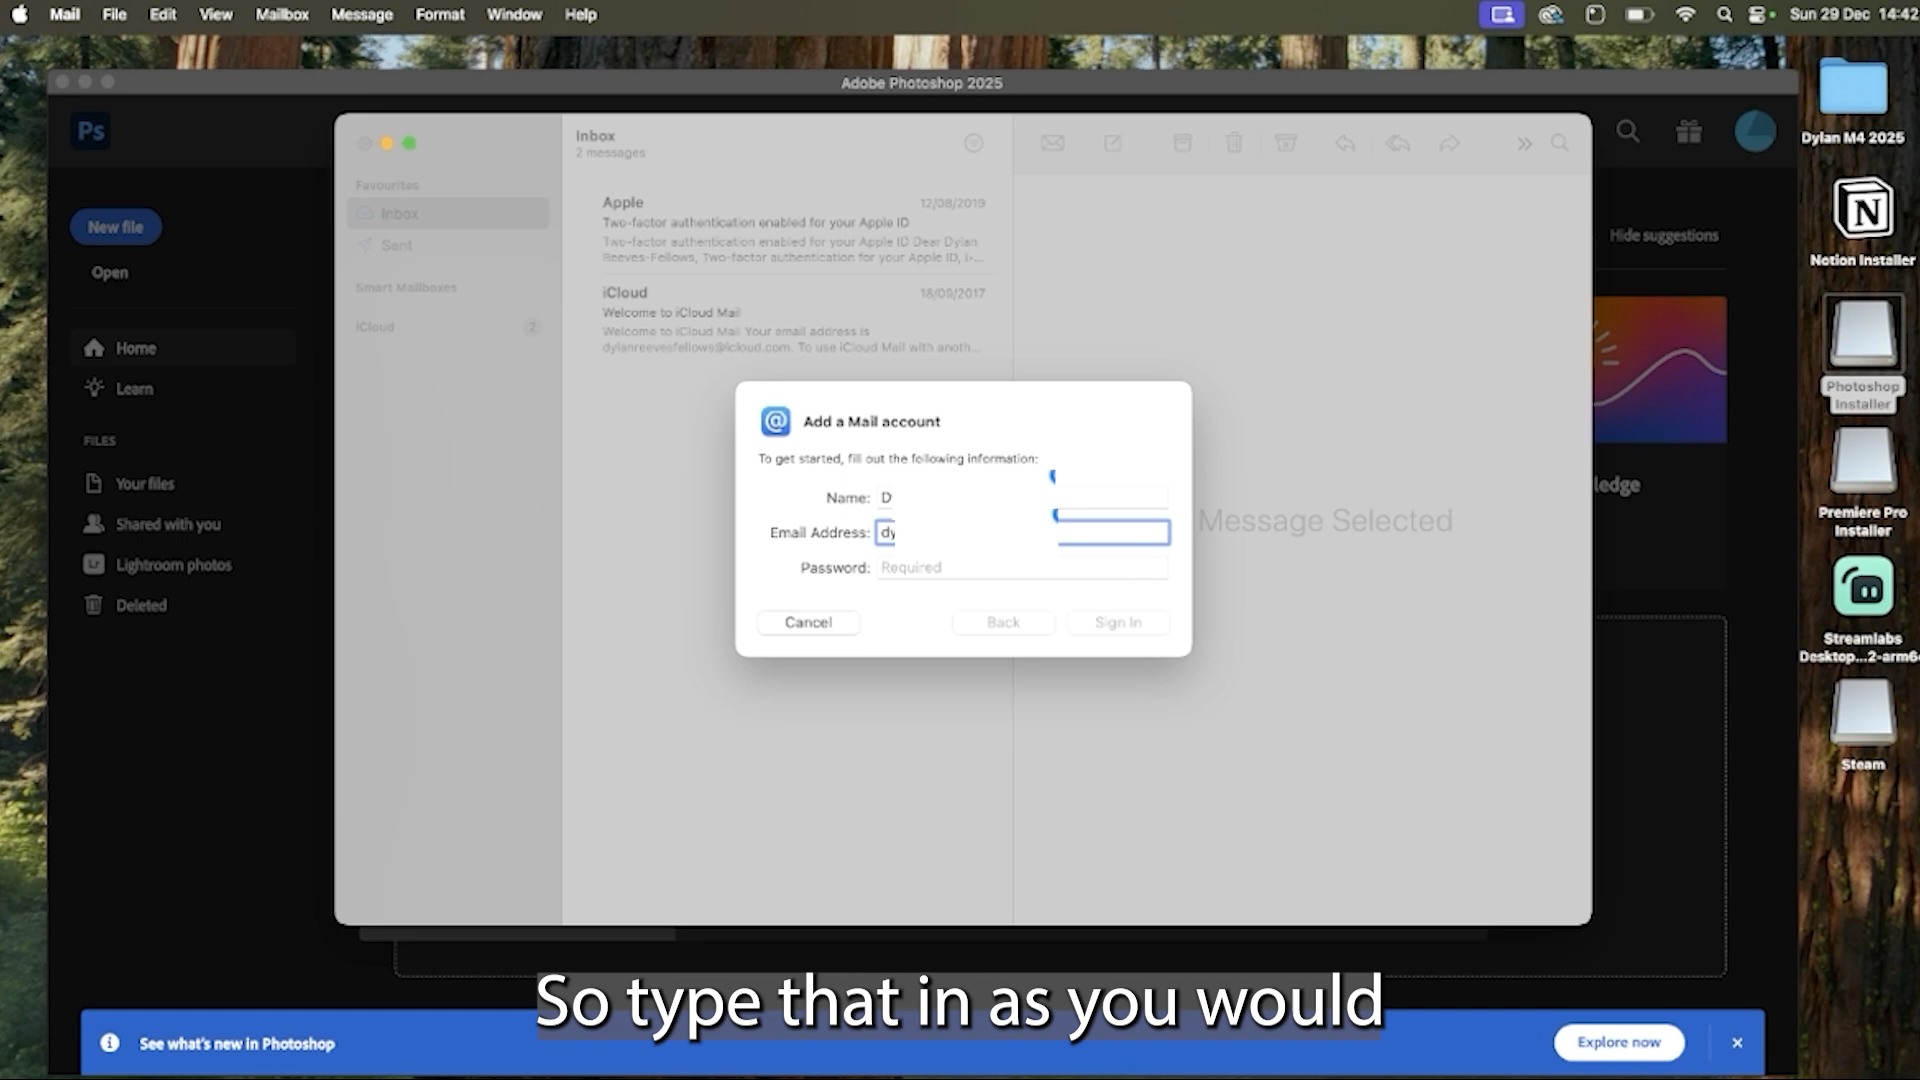 Mail File Edit View Mailbox Message Format Window Help Sun 29 Dec 14:42
Adobe Photoshop 2025
Ps
New file
Open
Home
Learn
FILES
Your files
Shared with you
Lr Lightroom photos
Deleted
Favourites
Inbox
Sent
Smart Mailboxes
iCloud 2
Inbox
2 messages
Apple 12/08/2019
Two-factor authentication enabled for your Apple ID
Two-factor authentication enabled for your Apple ID Dear Dylan
Reeves-Fellows, Two-factor authentication for your Apple ID, i-...
iCloud 18/09/2017
Welcome to iCloud Mail
Welcome to iCloud Mail Your email address is
dylanreevesfellows@icloud.com. To use iCloud Mail with anoth...
Message Selected
Add a Mail account
To get started, fill out the following information:
Name: D
Email Address: dy
Password: Required
Cancel Back Sign In
Hide suggestions
ledge
Dylan M4 2025
Notion Installer
Photoshop
Installer
Premiere Pro
Installer
Streamlabs
Desktop...2-arm6
Steam
So type that in as you would
See what's new in Photoshop
Explore now